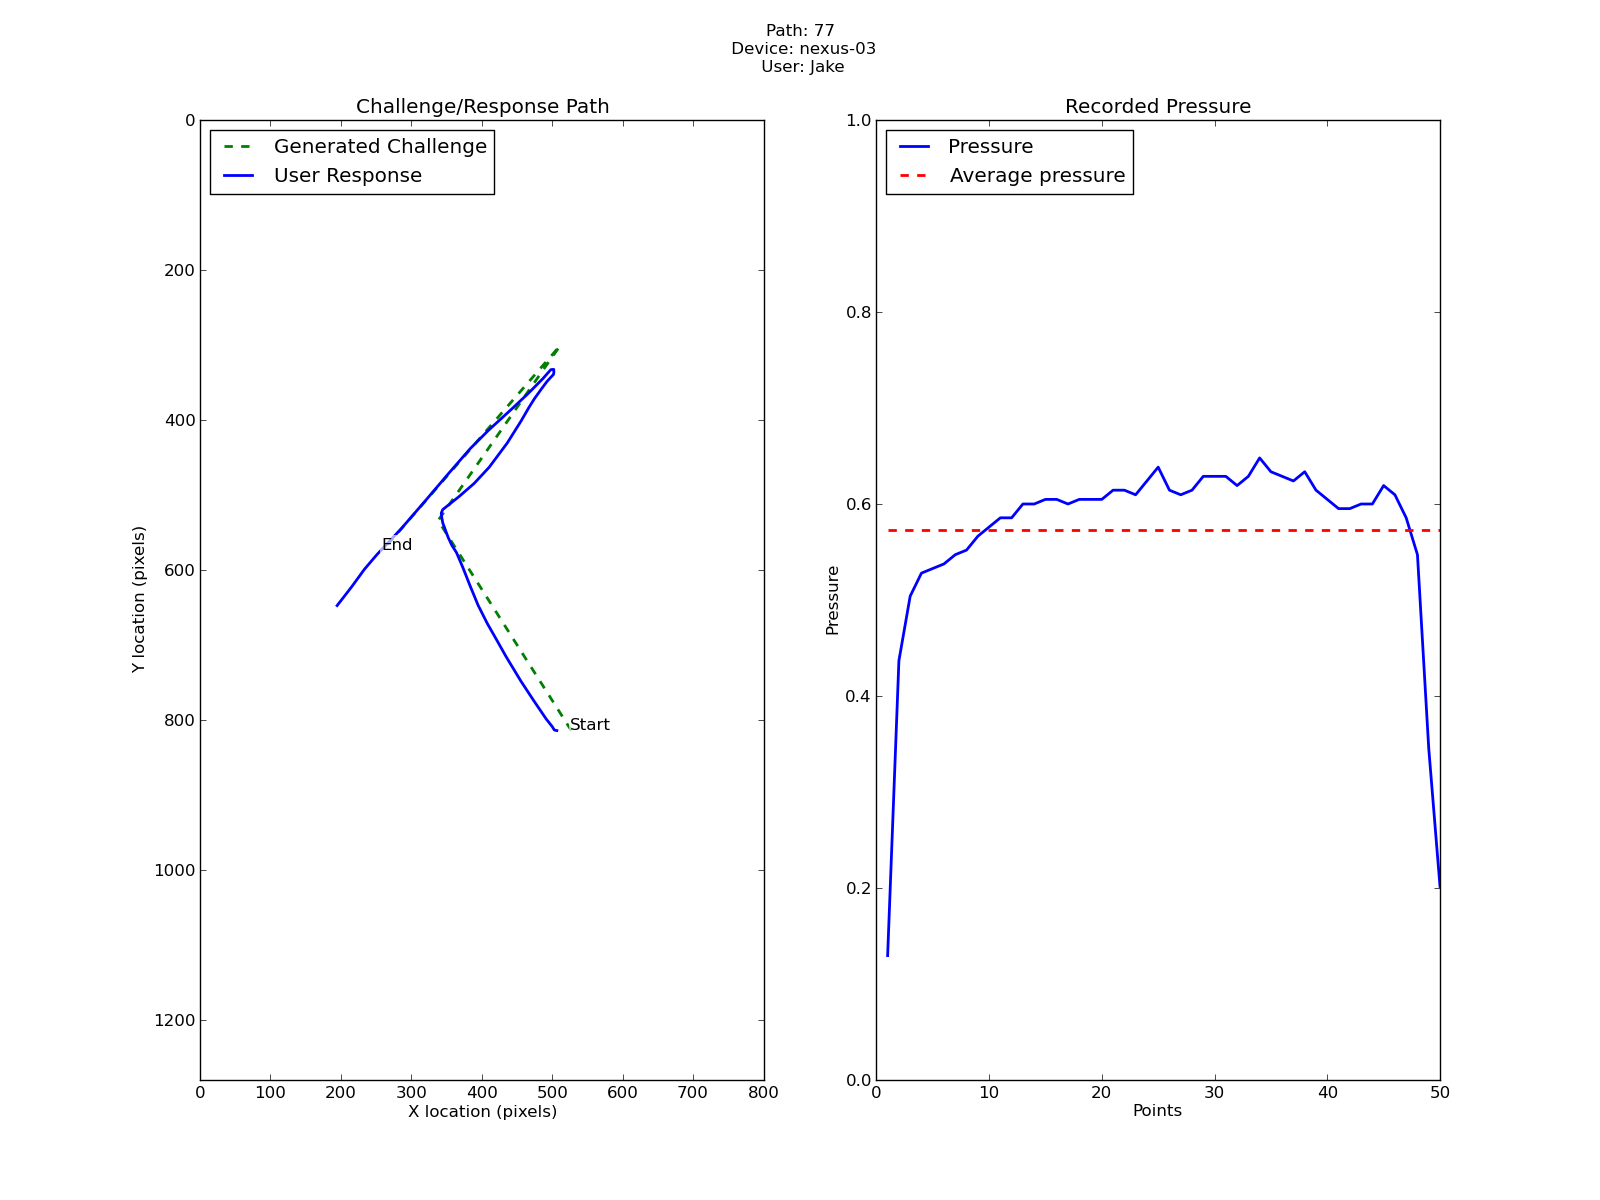 Path: 77
Device: nexus-03
User: Jake
Challenge/Response Path
Generated Challenge
User Response
Start
End
0
200
400
600
800
1000
1200
Y location (pixels)
0 100 200 300 400 500 600 700 800
X location (pixels)
Recorded Pressure
Pressure
Average pressure
1.0
0.8
0.6
0.4
0.2
0.0
Pressure
0 10 20 30 40 50
Points